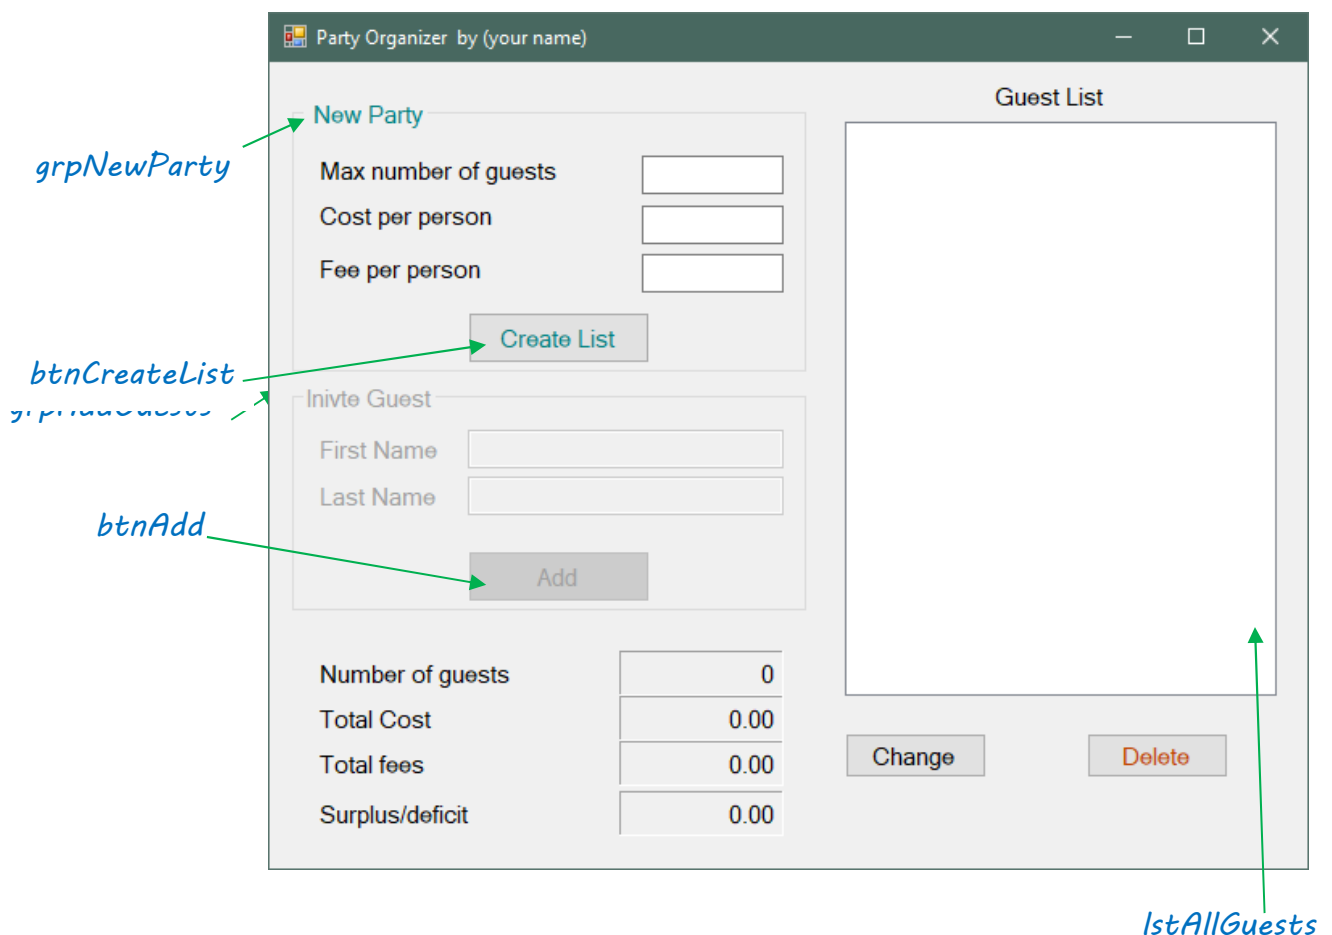 Party Organizer by (your name)
Guest List
New Party
grpNewParty
Max number of guests
Cost per person
Fee per person
Create List
btnCreateList
Inivte Guest
First Name
Last Name
btnAdd
Add
Number of guests 0
Total Cost 0.00
Total fees 0.00
Surplus/deficit 0.00
Change
Delete
lstAllGuests